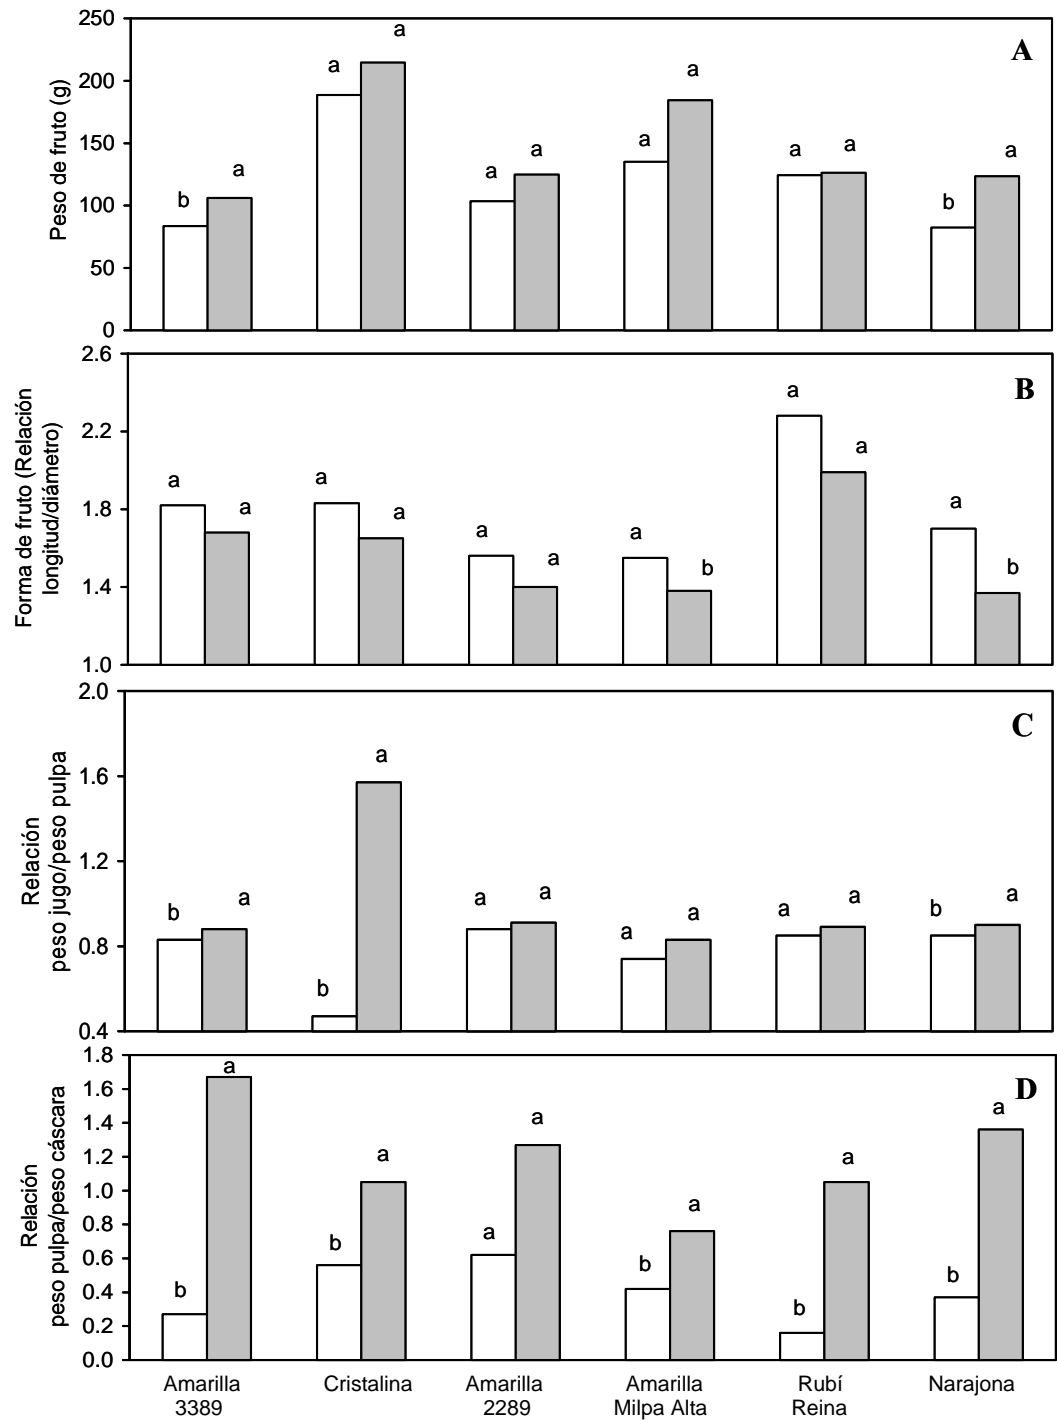 250
200
150
100
50
0
Peso de fruto (g)
b
a
a
a
a
a
a
a
a
a
b
a
A
2.6
2.2
1.8
1.4
1.0
Forma de fruto (Relación
longitud/diámetro)
a
a
a
a
a
a
a
b
a
a
a
b
B
2.0
1.6
1.2
0.8
0.4
Relación
peso jugo/peso pulpa
b
a
b
a
a
a
a
a
a
a
b
a
C
1.8
1.6
1.4
1.2
1.0
0.8
0.6
0.4
0.2
0.0
Relación
peso pulpa/peso cáscara
b
a
b
a
a
a
b
a
b
a
b
a
D
Amarilla
3389
Cristalina
Amarilla
2289
Amarilla
Milpa Alta
Rubí
Reina
Narajona